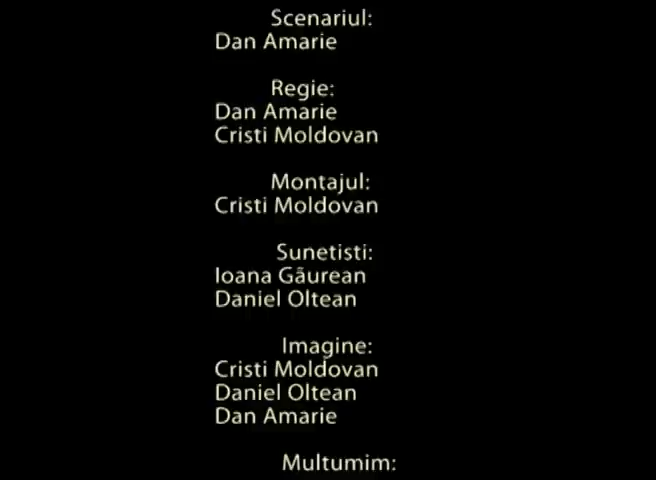 Scenariul:
Dan Amarie
Regie:
Dan Amarie
Cristi Moldovan
Montajul:
Cristi Moldovan
Sunetisti:
Ioana Gãurean
Daniel Oltean
Imagine:
Cristi Moldovan
Daniel Oltean
Dan Amarie
Multumim: